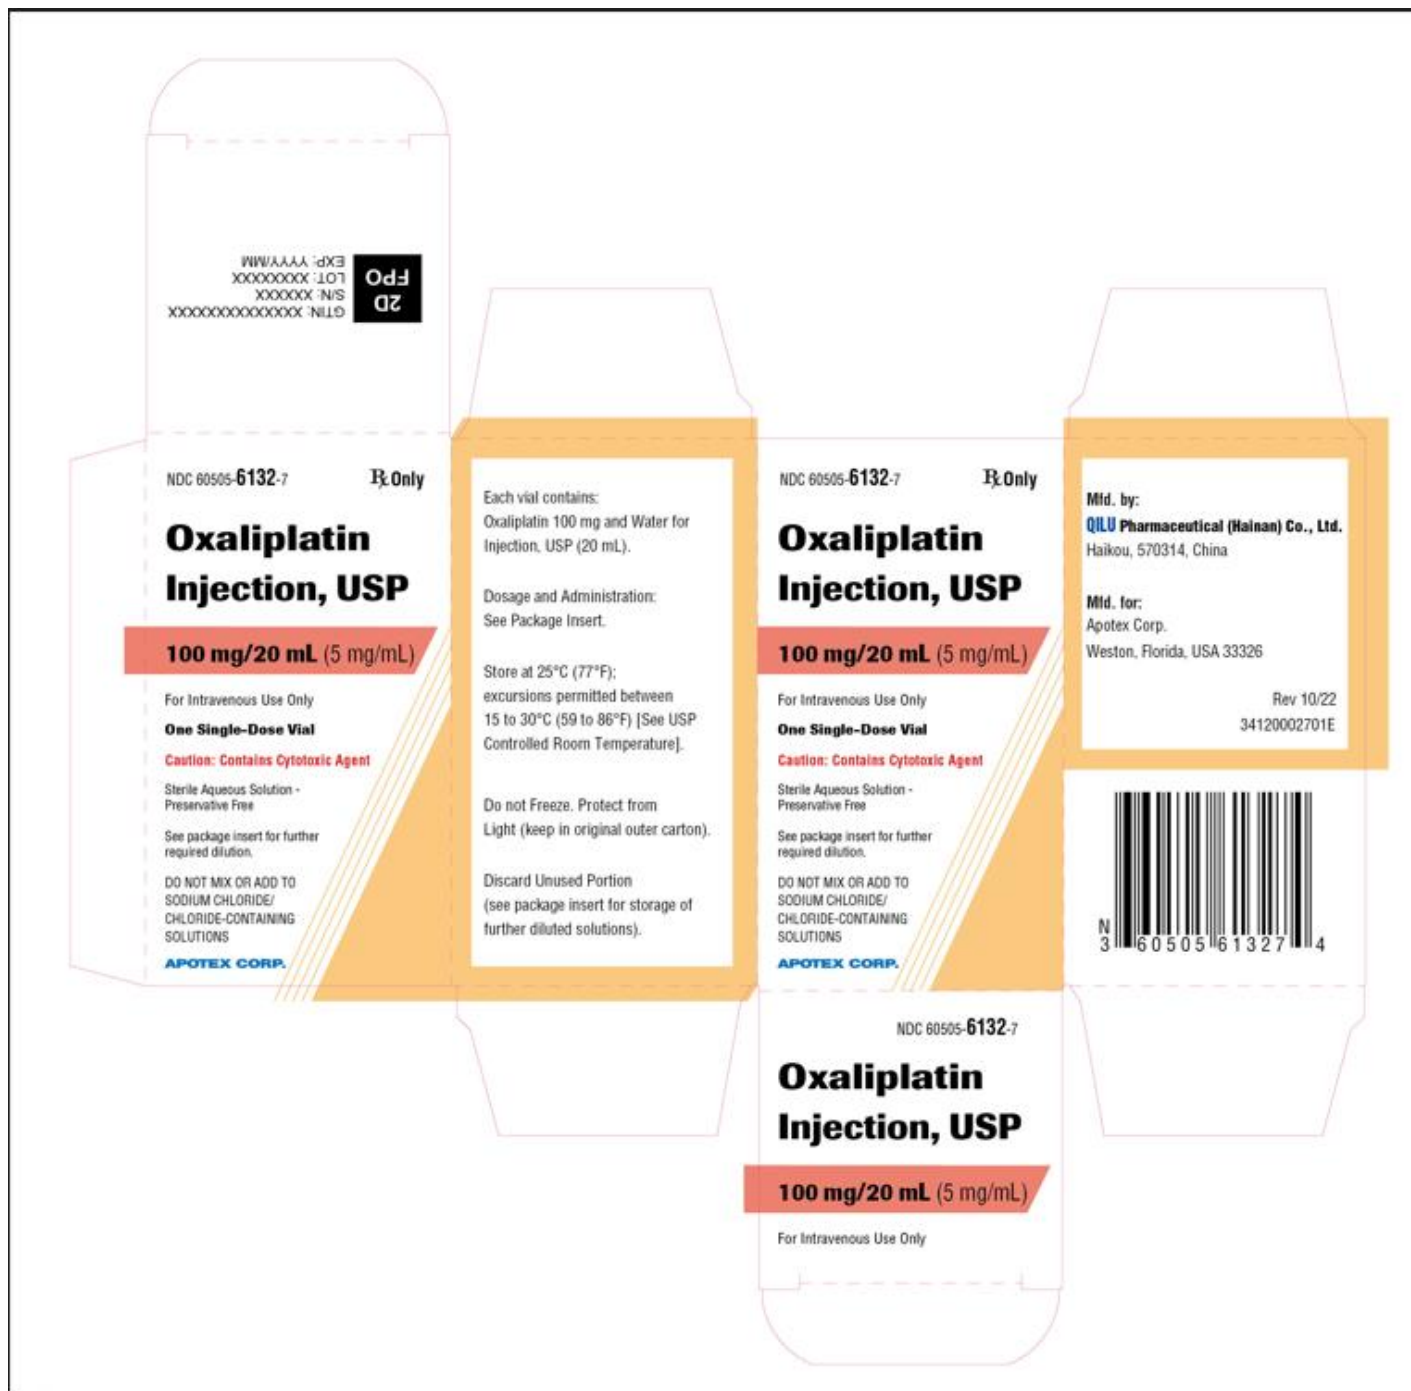 GTIN: XXXXXXXXXXXXXX
S/N: XXXXXX
LOT: XXXXXXXX
EXP: YYYY/MM
2D
FPO
NDC 60505-6132-7
Rx Only
Oxaliplatin
Injection, USP
100 mg/20 mL (5 mg/mL)
For Intravenous Use Only
One Single-Dose Vial
Caution: Contains Cytotoxic Agent
Sterile Aqueous Solution -
Preservative Free
See package insert for further
required dilution.
DO NOT MIX OR ADD TO
SODIUM CHLORIDE/
CHLORIDE-CONTAINING
SOLUTIONS
APOTEX CORP.
Each vial contains:
Oxaliplatin 100 mg and Water for
Injection, USP (20 mL).
Dosage and Administration:
See Package Insert.
Store at 25°C (77°F);
excursions permitted between
15 to 30°C (59 to 86°F) [See USP
Controlled Room Temperature].
Do not Freeze. Protect from
Light (keep in original outer carton).
Discard Unused Portion
(see package insert for storage of
further diluted solutions).
NDC 60505-6132-7
Rx Only
Oxaliplatin
Injection, USP
100 mg/20 mL (5 mg/mL)
For Intravenous Use Only
One Single-Dose Vial
Caution: Contains Cytotoxic Agent
Sterile Aqueous Solution -
Preservative Free
See package insert for further
required dilution.
DO NOT MIX OR ADD TO
SODIUM CHLORIDE/
CHLORIDE-CONTAINING
SOLUTIONS
APOTEX CORP.
Mfd. by:
QILU Pharmaceutical (Hainan) Co., Ltd.
Haikou, 570314, China
Mfd. for:
Apotex Corp.
Weston, Florida, USA 33326
Rev 10/22
34120002701E
N
3 60505 61327 4
NDC 60505-6132-7
Oxaliplatin
Injection, USP
100 mg/20 mL (5 mg/mL)
For Intravenous Use Only